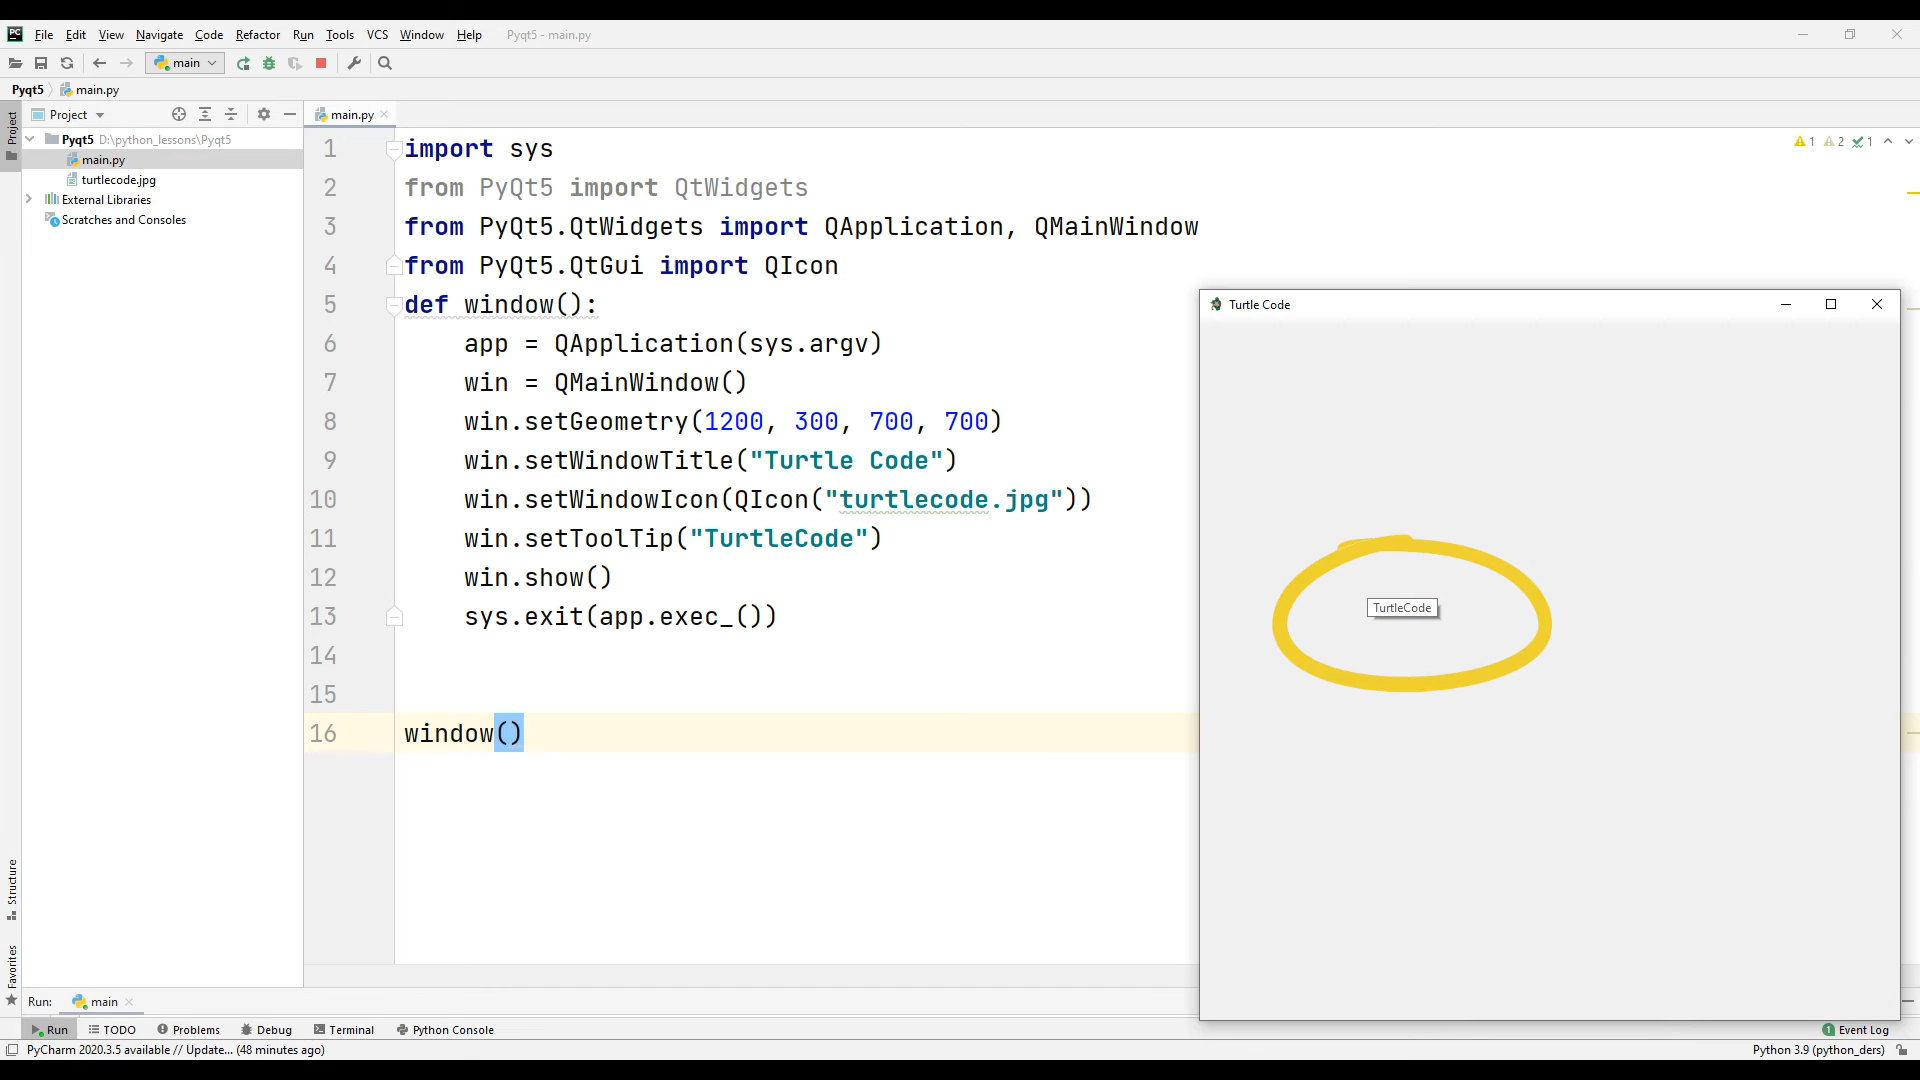 File Edit View Navigate Code Refactor Run Tools VCS Window Help Pyqt5 - main.py
main
Pyqt5 main.py
Project
Project
main.py
Pyqt5 D:\python_lessons\Pyqt5
main.py
turtlecode.jpg
External Libraries
Scratches and Consoles
1 import sys
2 from PyQt5 import QtWidgets
3 from PyQt5.QtWidgets import QApplication, QMainWindow
4 from PyQt5.QtGui import QIcon
5 def window():
6 app = QApplication(sys.argv)
7 win = QMainWindow()
8 win.setGeometry(1200, 300, 700, 700)
9 win.setWindowTitle("Turtle Code")
10 win.setWindowIcon(QIcon("turtlecode.jpg"))
11 win.setToolTip("TurtleCode")
12 win.show()
13 sys.exit(app.exec_())
14
15
16 window()
1 2 1
Turtle Code
TurtleCode
Structure
Favorites
Run: main
Run TODO Problems Debug Terminal Python Console
1 Event Log
PyCharm 2020.3.5 available // Update... (48 minutes ago)
Python 3.9 (python_ders)